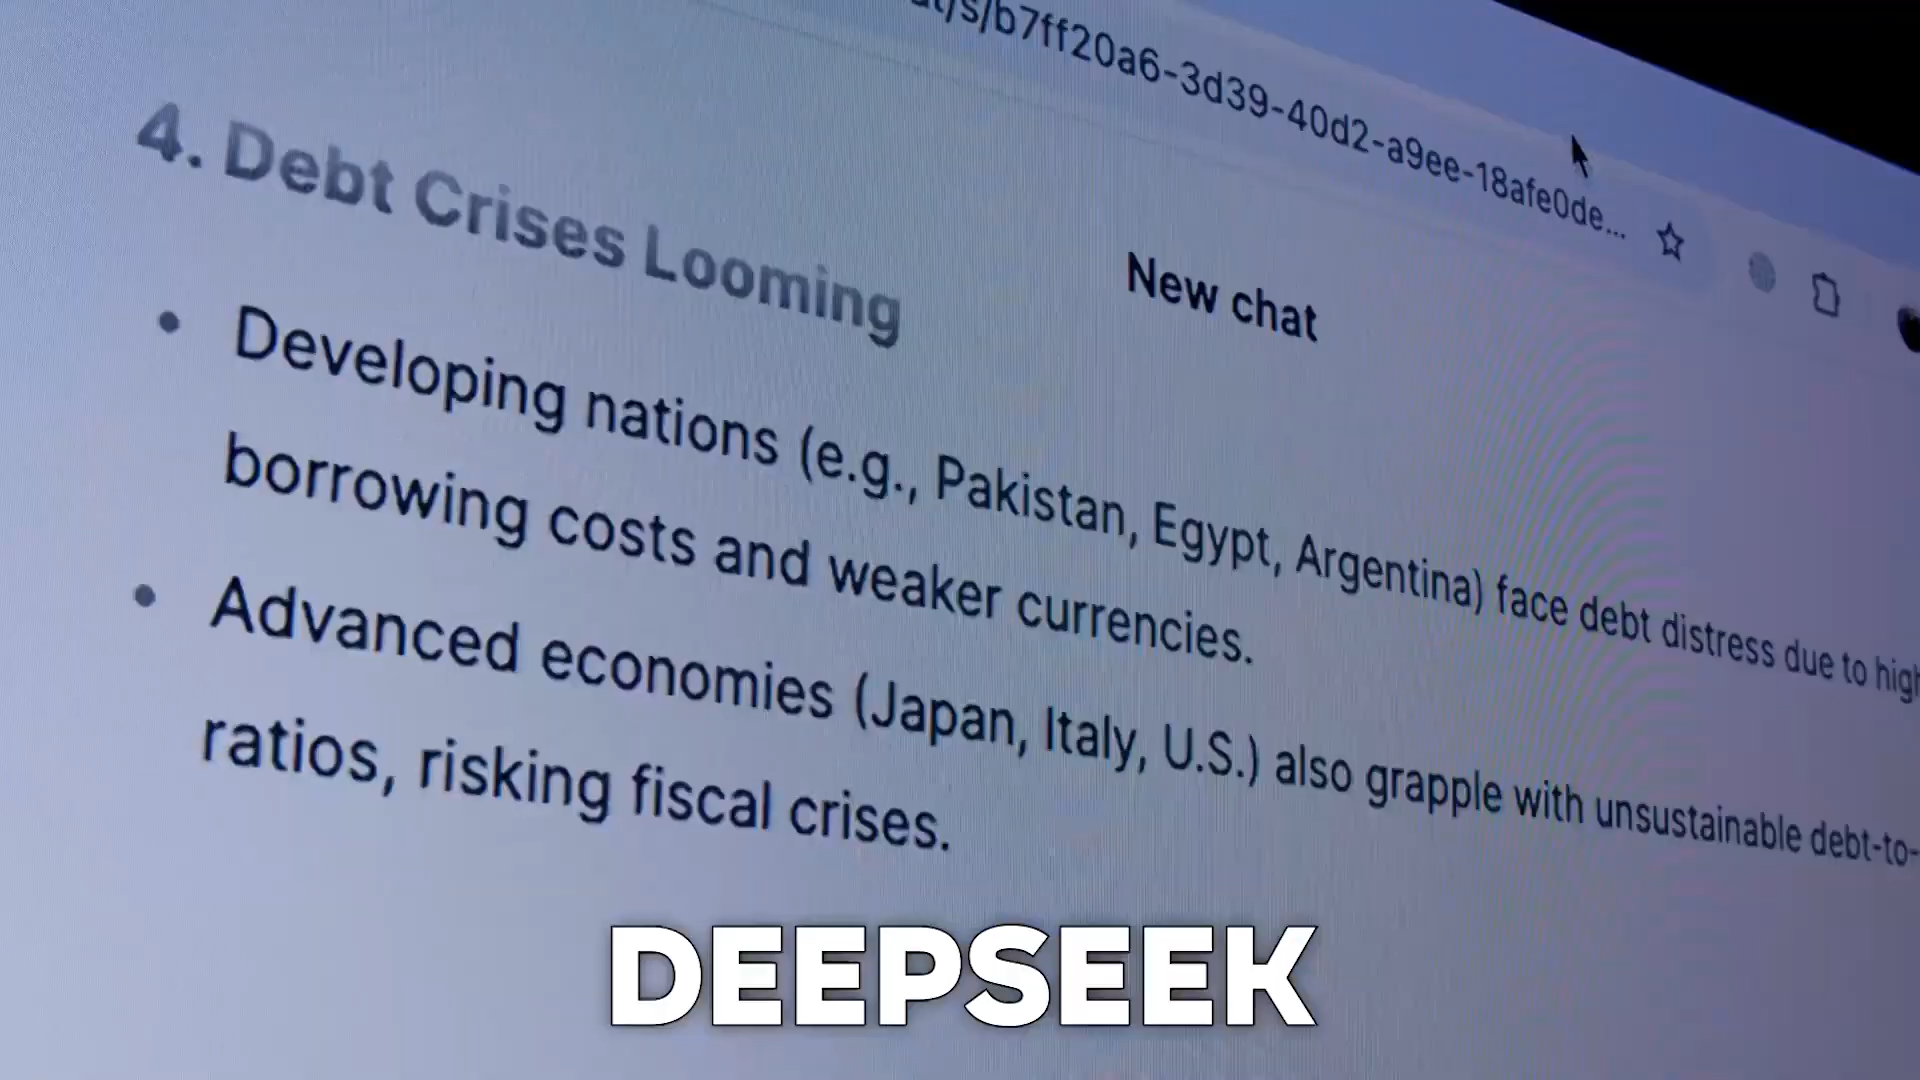 at/s/b7ff20a6-3d39-40d2-a9ee-18afe0de...
New chat
4. Debt Crises Looming
• Developing nations (e.g., Pakistan, Egypt, Argentina) face debt distress due to high
borrowing costs and weaker currencies.
• Advanced economies (Japan, Italy, U.S.) also grapple with unsustainable debt-to-
ratios, risking fiscal crises.
DEEPSEEK